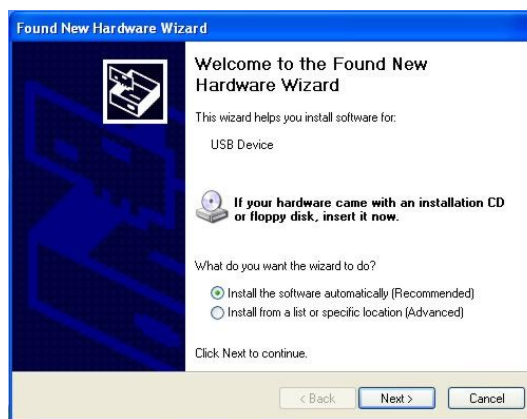 Found New Hardware Wizard
Welcome to the Found New
Hardware Wizard
This wizard helps you install software for:
USB Device
If your hardware came with an installation CD
or floppy disk, insert it now.
What do you want the wizard to do?
Install the software automatically (Recommended)
Install from a list or specific location (Advanced)
Click Next to continue.
< Back
Next >
Cancel